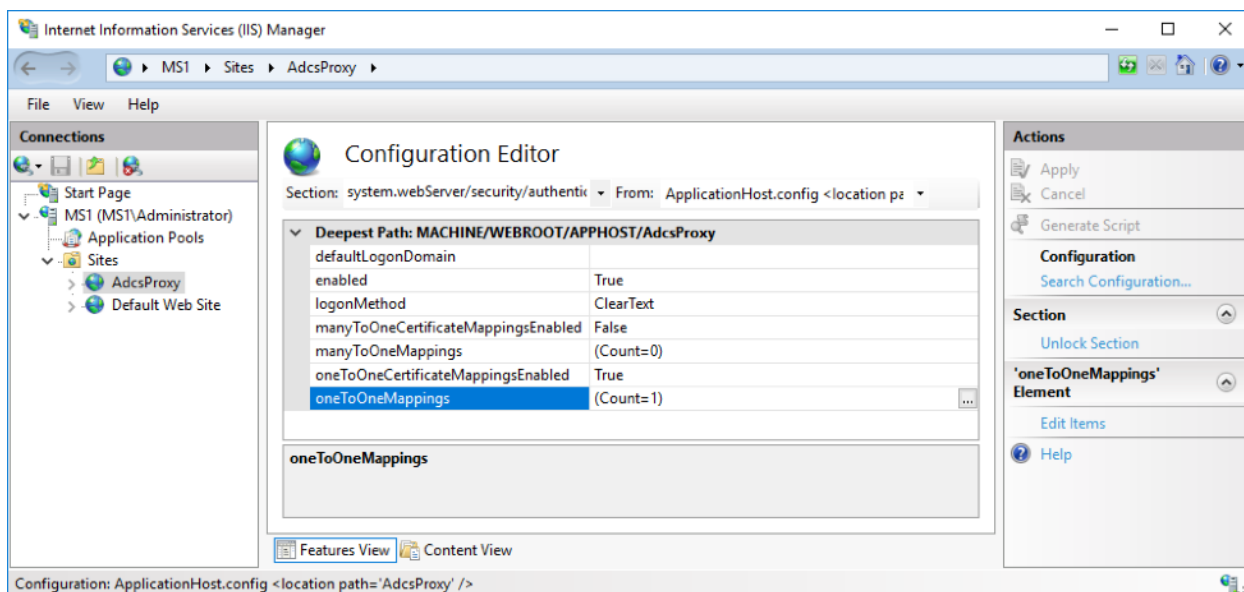 Internet Information Services (IIS) Manager
MS1 Sites AdcsProxy
File View Help
Connections
Start Page
MS1 (MS1\Administrator)
Application Pools
Sites
AdcsProxy
Default Web Site
Configuration Editor
Section: system.webServer/security/authentic From: ApplicationHost.config <location pa
Deepest Path: MACHINE/WEBROOT/APPHOST/AdcsProxy
defaultLogonDomain
enabled True
logonMethod ClearText
manyToOneCertificateMappingsEnabled False
manyToOneMappings (Count=0)
oneToOneCertificateMappingsEnabled True
oneToOneMappings (Count=1) ...
oneToOneMappings
Features View Content View
Actions
Apply
Cancel
Generate Script
Configuration
Search Configuration...
Section
Unlock Section
'oneToOneMappings'
Element
Edit Items
Help
Configuration: ApplicationHost.config <location path='AdcsProxy' />